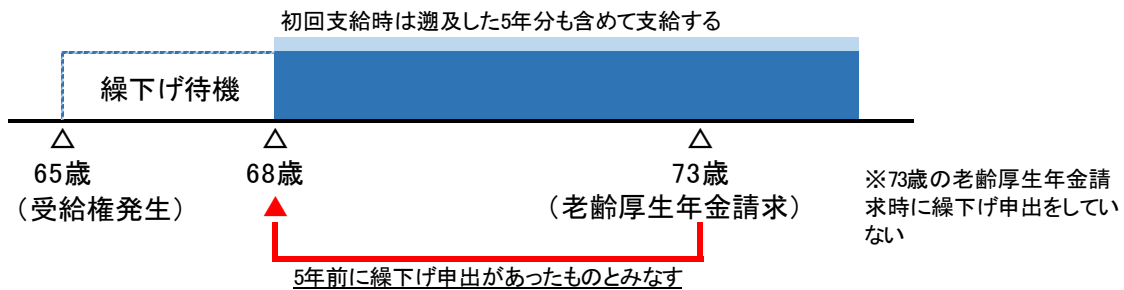 初回支給時は遡及した5年分も含めて支給する
繰下げ待機
65歳
(受給権発生)
68歳
73歳
(老齢厚生年金請求)
※73歳の老齢厚生年金請
求時に繰下げ申出をしてい
ない
5年前に繰下げ申出があったものとみなす